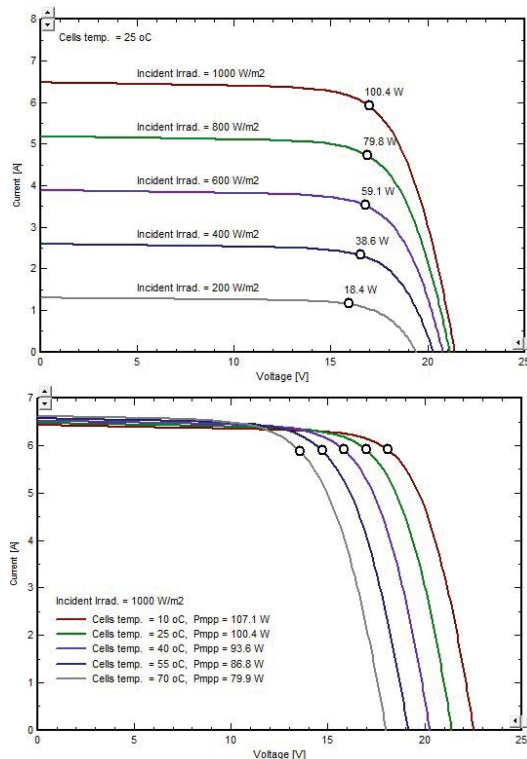 8
7
6
5
4
3
2
1
0
Current [A]
Cells temp. = 25 oC
Incident Irrad. = 1000 W/m2
100.4 W
Incident Irrad. = 800 W/m2
79.8 W
Incident Irrad. = 600 W/m2
59.1 W
Incident Irrad. = 400 W/m2
38.6 W
Incident Irrad. = 200 W/m2
18.4 W
0 5 10 15 20 25
Voltage [V]
7
6
5
4
3
2
1
0
Current [A]
Incident Irrad. = 1000 W/m2
Cells temp. = 10 oC, Pmpp = 107.1 W
Cells temp. = 25 oC, Pmpp = 100.4 W
Cells temp. = 40 oC, Pmpp = 93.6 W
Cells temp. = 55 oC, Pmpp = 86.8 W
Cells temp. = 70 oC, Pmpp = 79.9 W
0 5 10 15 20 25
Voltage [V]